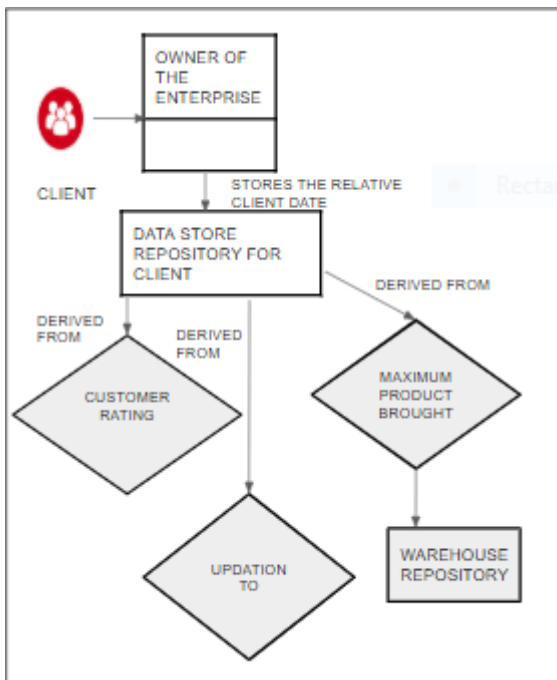 OWNER OF
THE
ENTERPRISE
CLIENT
STORES THE RELATIVE
CLIENT DATE
DATA STORE
REPOSITORY FOR
CLIENT
DERIVED FROM
DERIVED
FROM
DERIVED
FROM
CUSTOMER
RATING
MAXIMUM
PRODUCT
BROUGHT
UPDATION
TO
WAREHOUSE
REPOSITORY